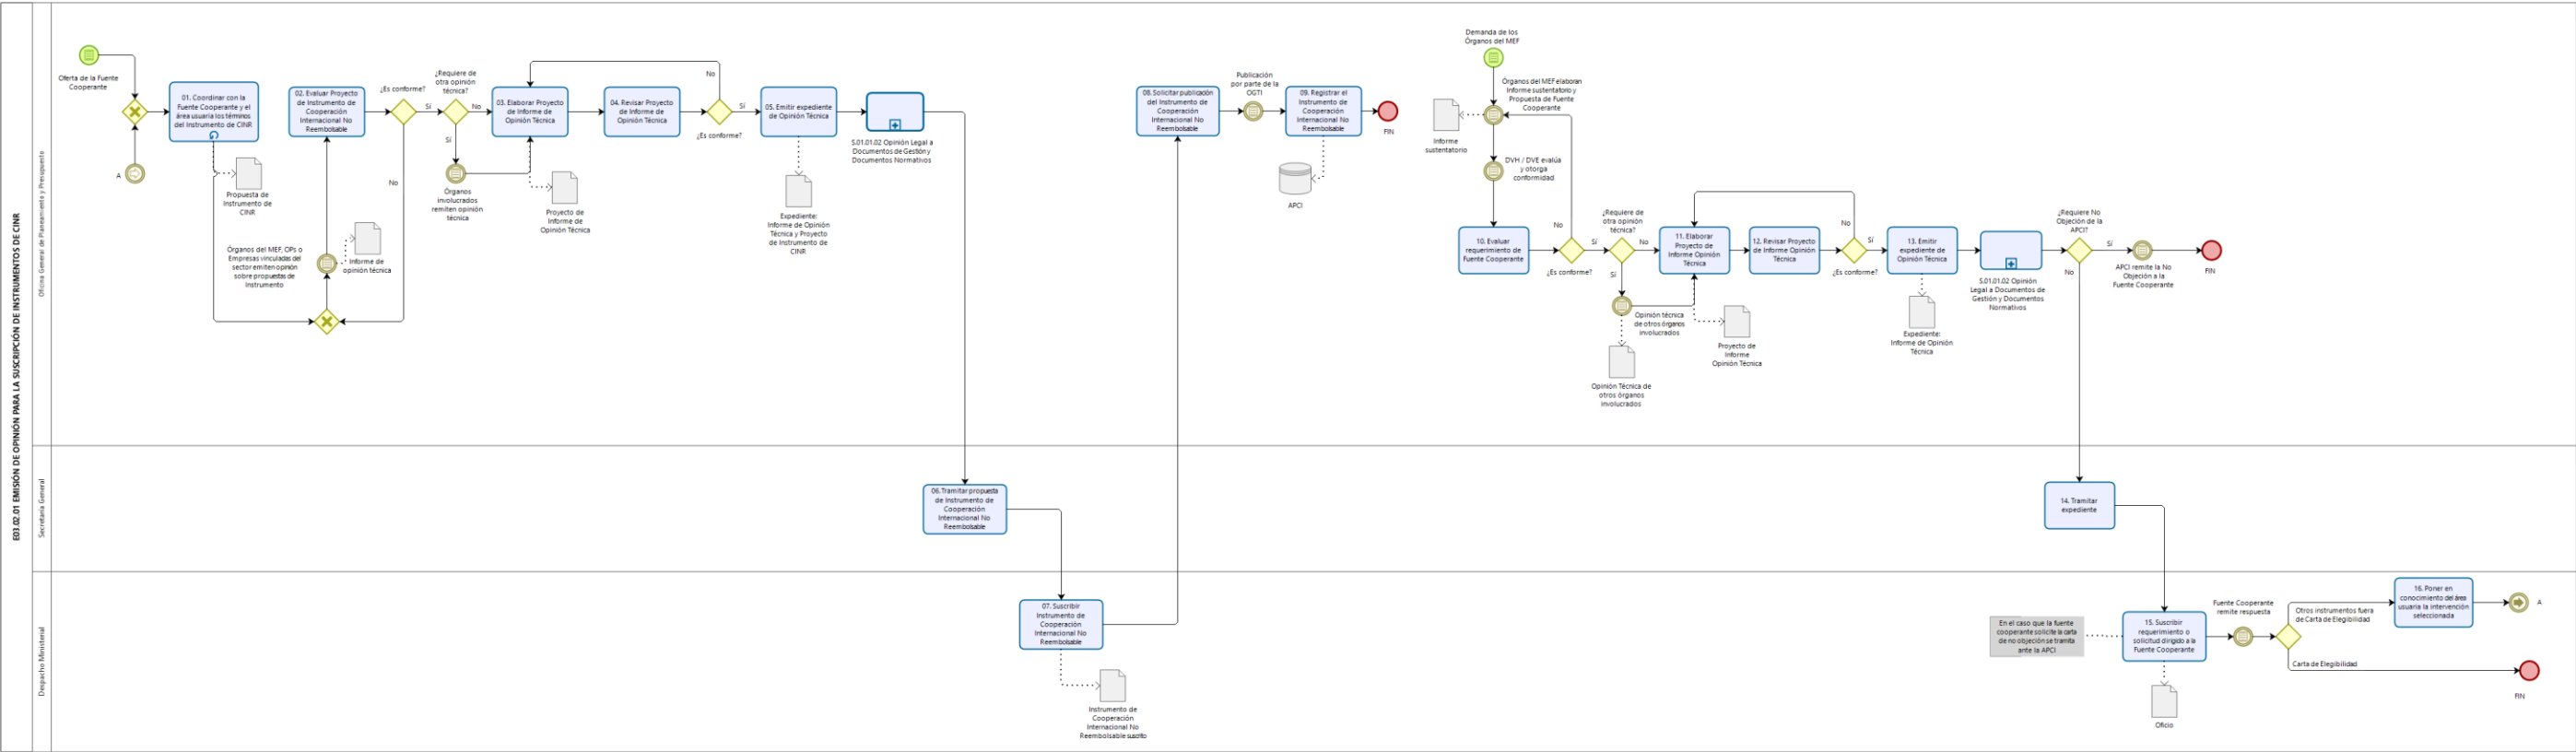 E03.02.01 EMISIÓN DE OPINIÓN PARA LA SUSCRIPCIÓN DE INSTRUMENTOS DE CINR
Oficina General de Planeamiento y Presupuesto
Oferta de la Fuente
Cooperante
A
01. Coordinar con la
Fuente Cooperante y el
área usuaria los términos
del Instrumento de CINR
Propuesta de
Instrumento de
CINR
02. Evaluar Proyecto
de Instrumento de
Cooperación
Internacional No
Reembolsable
Órganos del MEF, OPs o
Empresas vinculadas del
sector emiten opinión
sobre propuestas de
Instrumento
Informe de
opinión técnica
¿Es conforme?
Sí
No
¿Requiere de
otra opinión
técnica?
No
Sí
Órganos
involucrados
remiten opinión
técnica
03. Elaborar Proyecto
de Informe de
Opinión Técnica
Proyecto de
Informe de
Opinión Técnica
04. Revisar Proyecto
de Informe de
Opinión Técnica
No
Sí
¿Es conforme?
05. Emitir expediente
de Opinión Técnica
Expediente:
Informe de Opinión
Técnica y Proyecto
de Instrumento de
CINR
S.01.01.02 Opinión Legal a
Documentos de Gestión y
Documentos Normativos
08. Solicitar publicación
del Instrumento de
Cooperación
Internacional No
Reembolsable
Publicación
por parte de la
OGTI
09. Registrar el
Instrumento de
Cooperación
Internacional No
Reembolsable
APCI
FIN
Demanda de los
Órganos del MEF
Órganos del MEF elaboran
Informe sustentatorio y
Propuesta de Fuente
Cooperante
Informe
sustentatorio
DVH / DVE evalúa
y otorga
conformidad
10. Evaluar
requerimiento de
Fuente Cooperante
No
Sí
¿Es conforme?
¿Requiere de
otra opinión
técnica?
No
Sí
Opinión técnica
de otros órganos
involucrados
Opinión Técnica de
otros órganos
involucrados
11. Elaborar
Proyecto de
Informe Opinión
Técnica
Proyecto de
Informe
Opinión Técnica
12. Revisar Proyecto
de Informe Opinión
Técnica
No
Sí
¿Es conforme?
13. Emitir
expediente de
Opinión Técnica
Expediente:
Informe de Opinión
Técnica
S.01.01.02 Opinión
Legal a Documentos de
Gestión y Documentos
Normativos
¿Requiere No
Objeción de la
APCI?
Sí
No
APCI remite la No
Objeción a la
Fuente Cooperante
FIN
Secretaría General
06. Tramitar propuesta
de Instrumento de
Cooperación
Internacional No
Reembolsable
14. Tramitar
expediente
Despacho Ministerial
07. Suscribir
Instrumento de
Cooperación
Internacional No
Reembolsable
Instrumento de
Cooperación
Internacional No
Reembolsable suscrito
En el caso que la fuente
cooperante solicite la carta
de no objeción se tramita
ante la APCI
15. Suscribir
requerimiento o
solicitud dirigido a la
Fuente Cooperante
Oficio
Fuente Cooperante
remite respuesta
Otros instrumentos fuera
de Carta de Elegibilidad
Carta de Elegibilidad
16. Poner en
conocimiento del área
usuaria la intervención
seleccionada
A
FIN